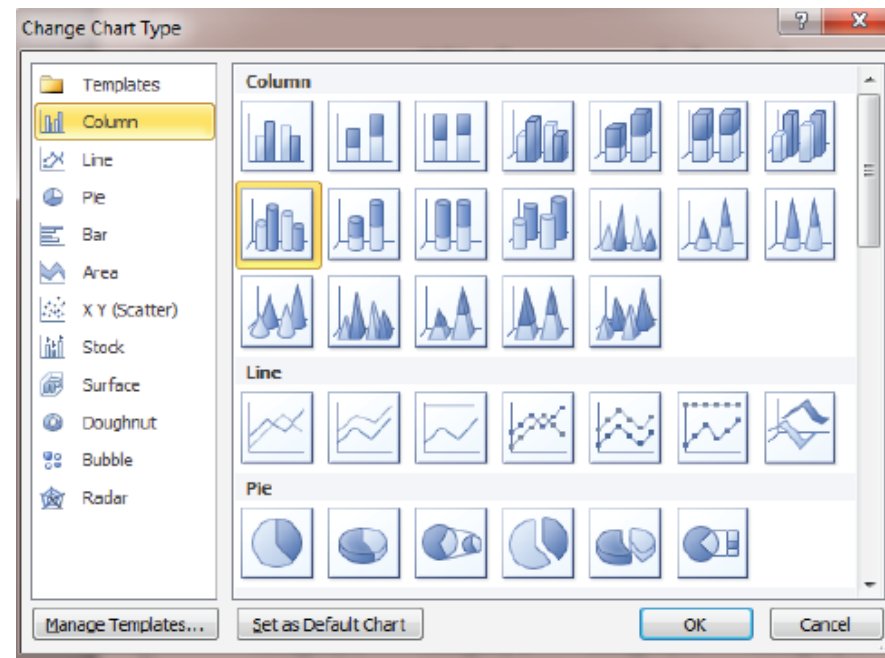 Change Chart Type
Templates
Column
Line
Pie
Bar
Area
X Y (Scatter)
Stock
Surface
Doughnut
Bubble
Radar
Column
Line
Pie
Manage Templates...
Set as Default Chart
OK
Cancel